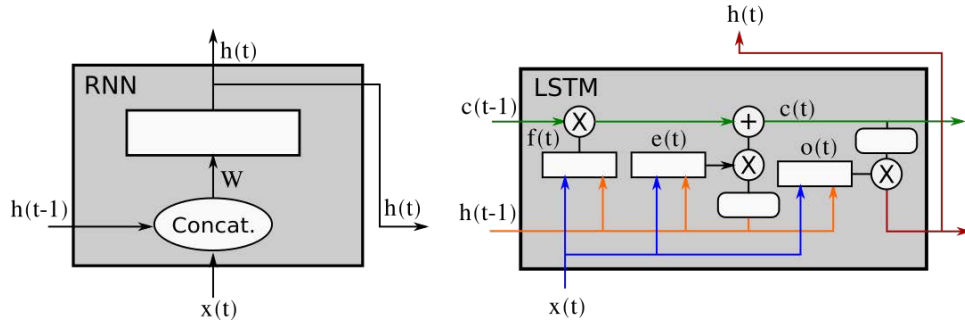 h(t)
RNN
W
h(t-1)
Concat.
h(t)
x(t)
h(t)
LSTM
c(t-1)
X
+
c(t)
f(t)
e(t)
o(t)
X
X
h(t-1)
x(t)